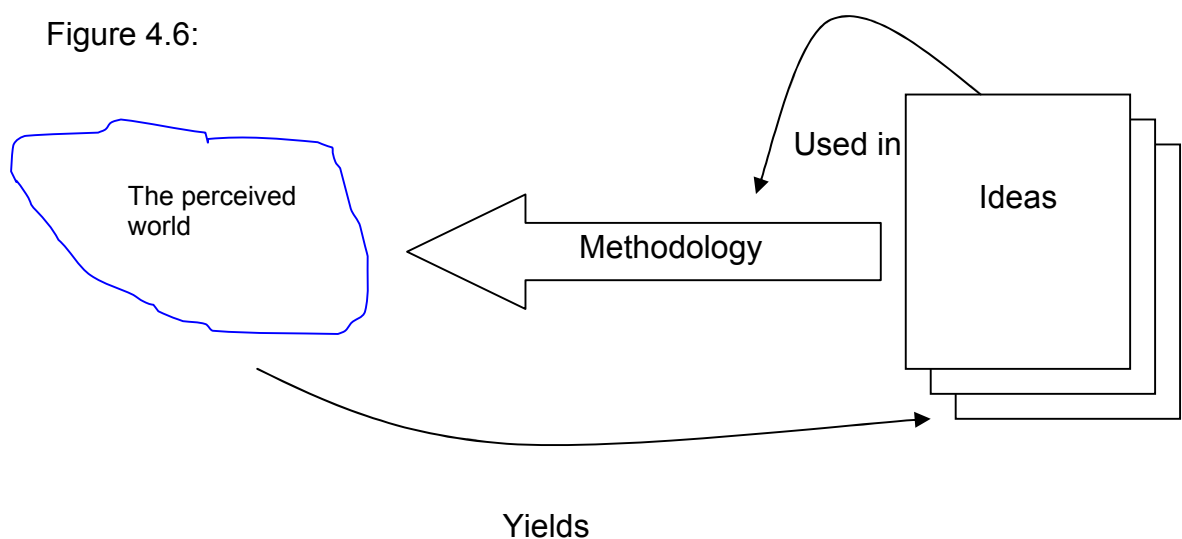 Figure 4.6:
Used in
The perceived
world
Ideas
Methodology
Yields